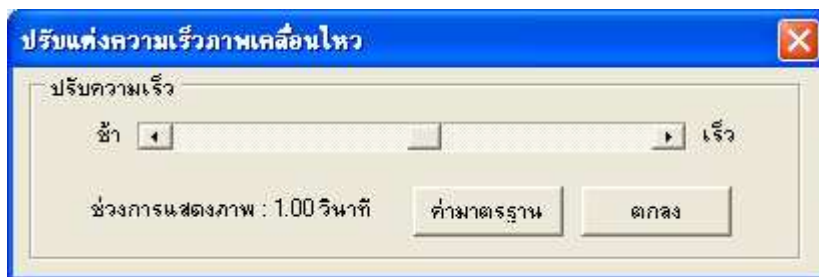 ปรับแต่งความเร็วภาพเคลื่อนไหว
ปรับความเร็ว
ช้า เร็ว
ช่วงการแสดงภาพ : 1.00 วินาที ค่ามาตรฐาน ตกลง